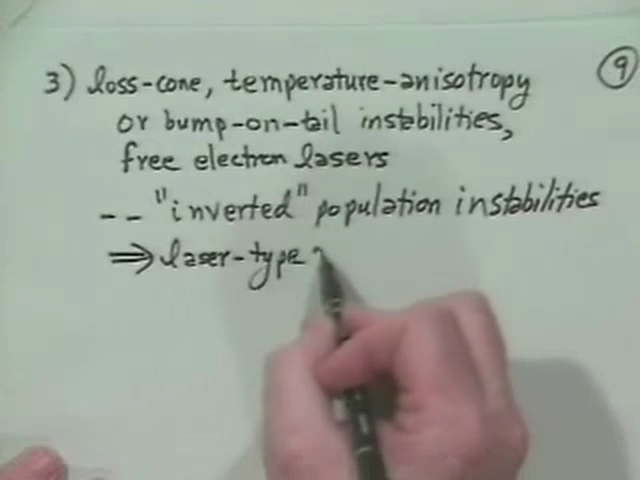 3) loss-cone, temperature-anisotropy
or bump-on-tail instabilities,
free electron lasers
-- "inverted" population instabilities
⇒ laser-type
9